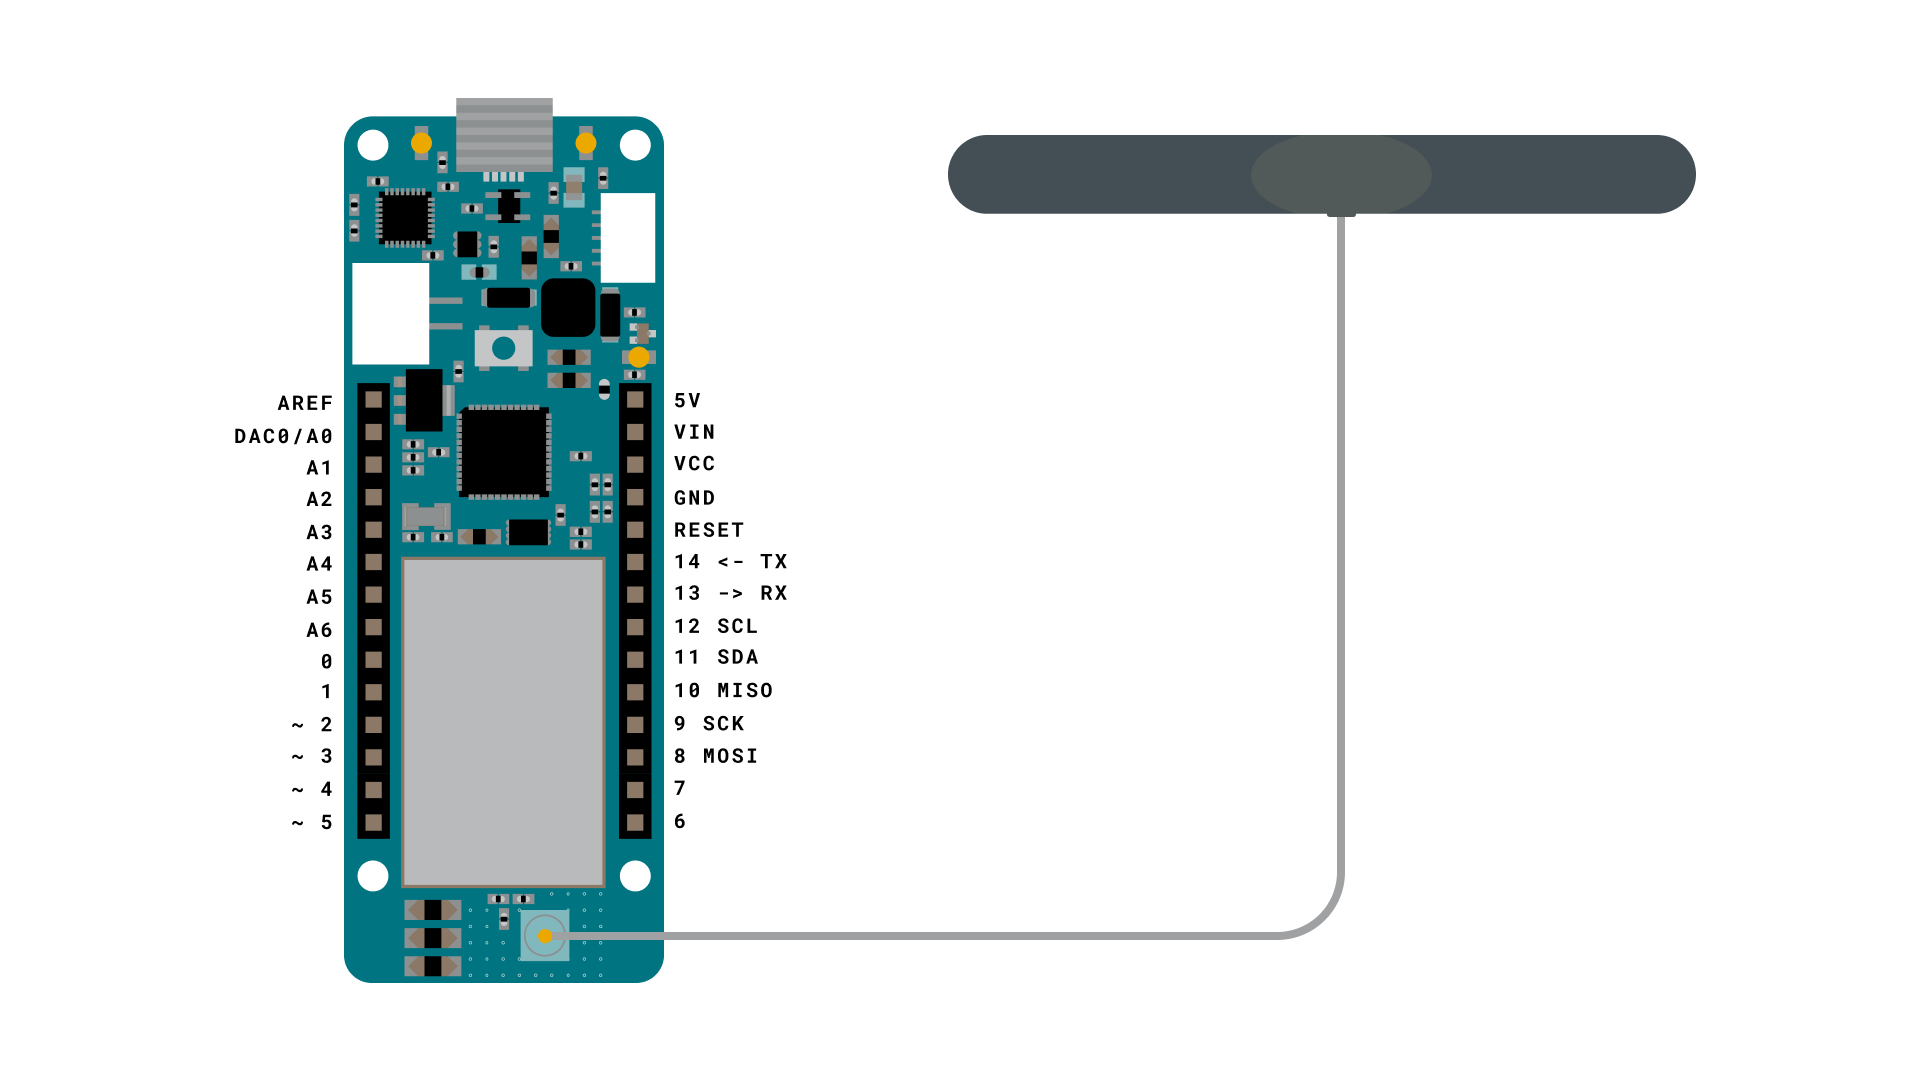 AREF
DAC0/A0
A1
A2
A3
A4
A5
A6
0
1
~ 2
~ 3
~ 4
~ 5
5V
VIN
VCC
GND
RESET
14 <- TX
13 -> RX
12 SCL
11 SDA
10 MISO
9 SCK
8 MOSI
7
6